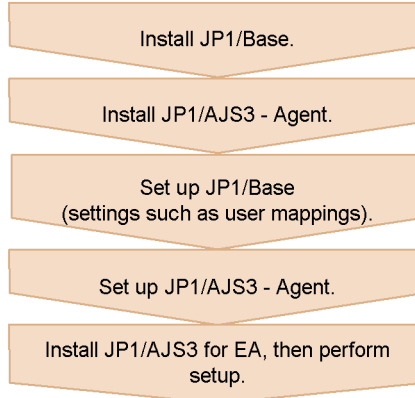 Install JP1/Base.
Install JP1/AJS3 - Agent.
Set up JP1/Base
(settings such as user mappings).
Set up JP1/AJS3 - Agent.
Install JP1/AJS3 for EA, then perform
setup.